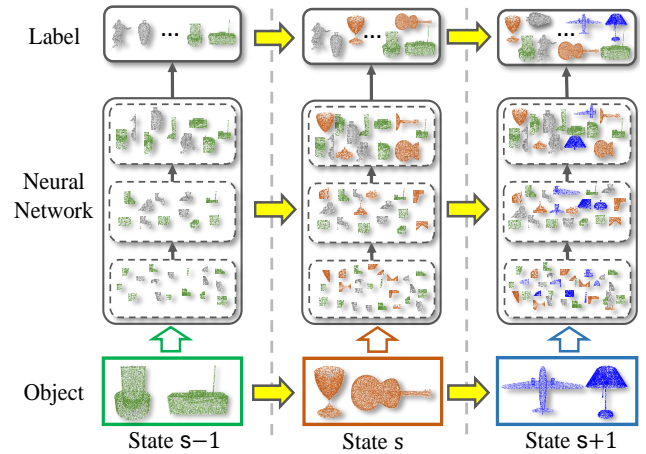 Label
...
...
...
Neural
Network
Object
State s−1
State s
State s+1